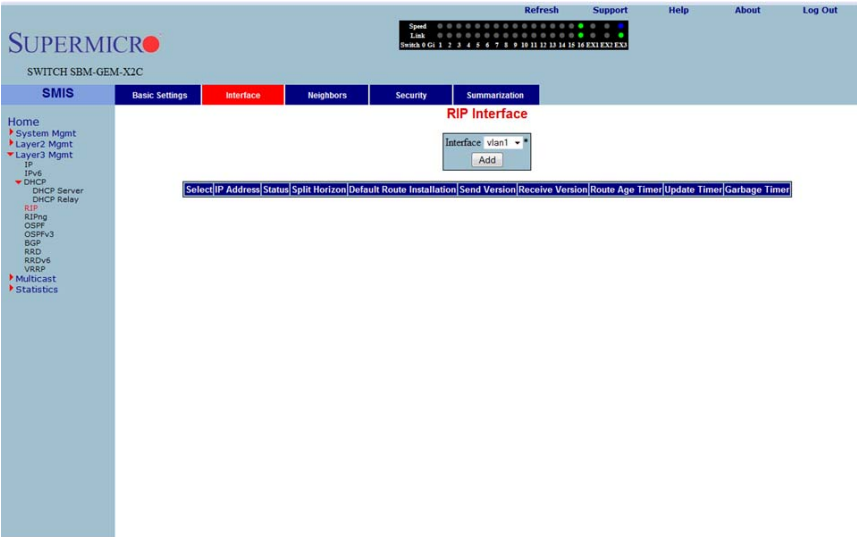 Refresh Support Help About Log Out
Speed
Link
Switch 0 Gi 1 2 3 4 5 6 7 8 9 10 11 12 13 14 15 16 EX1 EX2 EX3
SUPERMICRO
SWITCH SBM-GEM-X2C
SMIS
Basic Settings Interface Neighbors Security Summarization
Home
System Mgmt
Layer2 Mgmt
Layer3 Mgmt
IP
IPv6
DHCP
DHCP Server
DHCP Relay
RIP
RIPng
OSPF
OSPFv3
BGP
RRD
RRDv6
VRRP
Multicast
Statistics
RIP Interface
Interface vlan1 *
Add
Select IP Address Status Split Horizon Default Route Installation Send Version Receive Version Route Age Timer Update Timer Garbage Timer